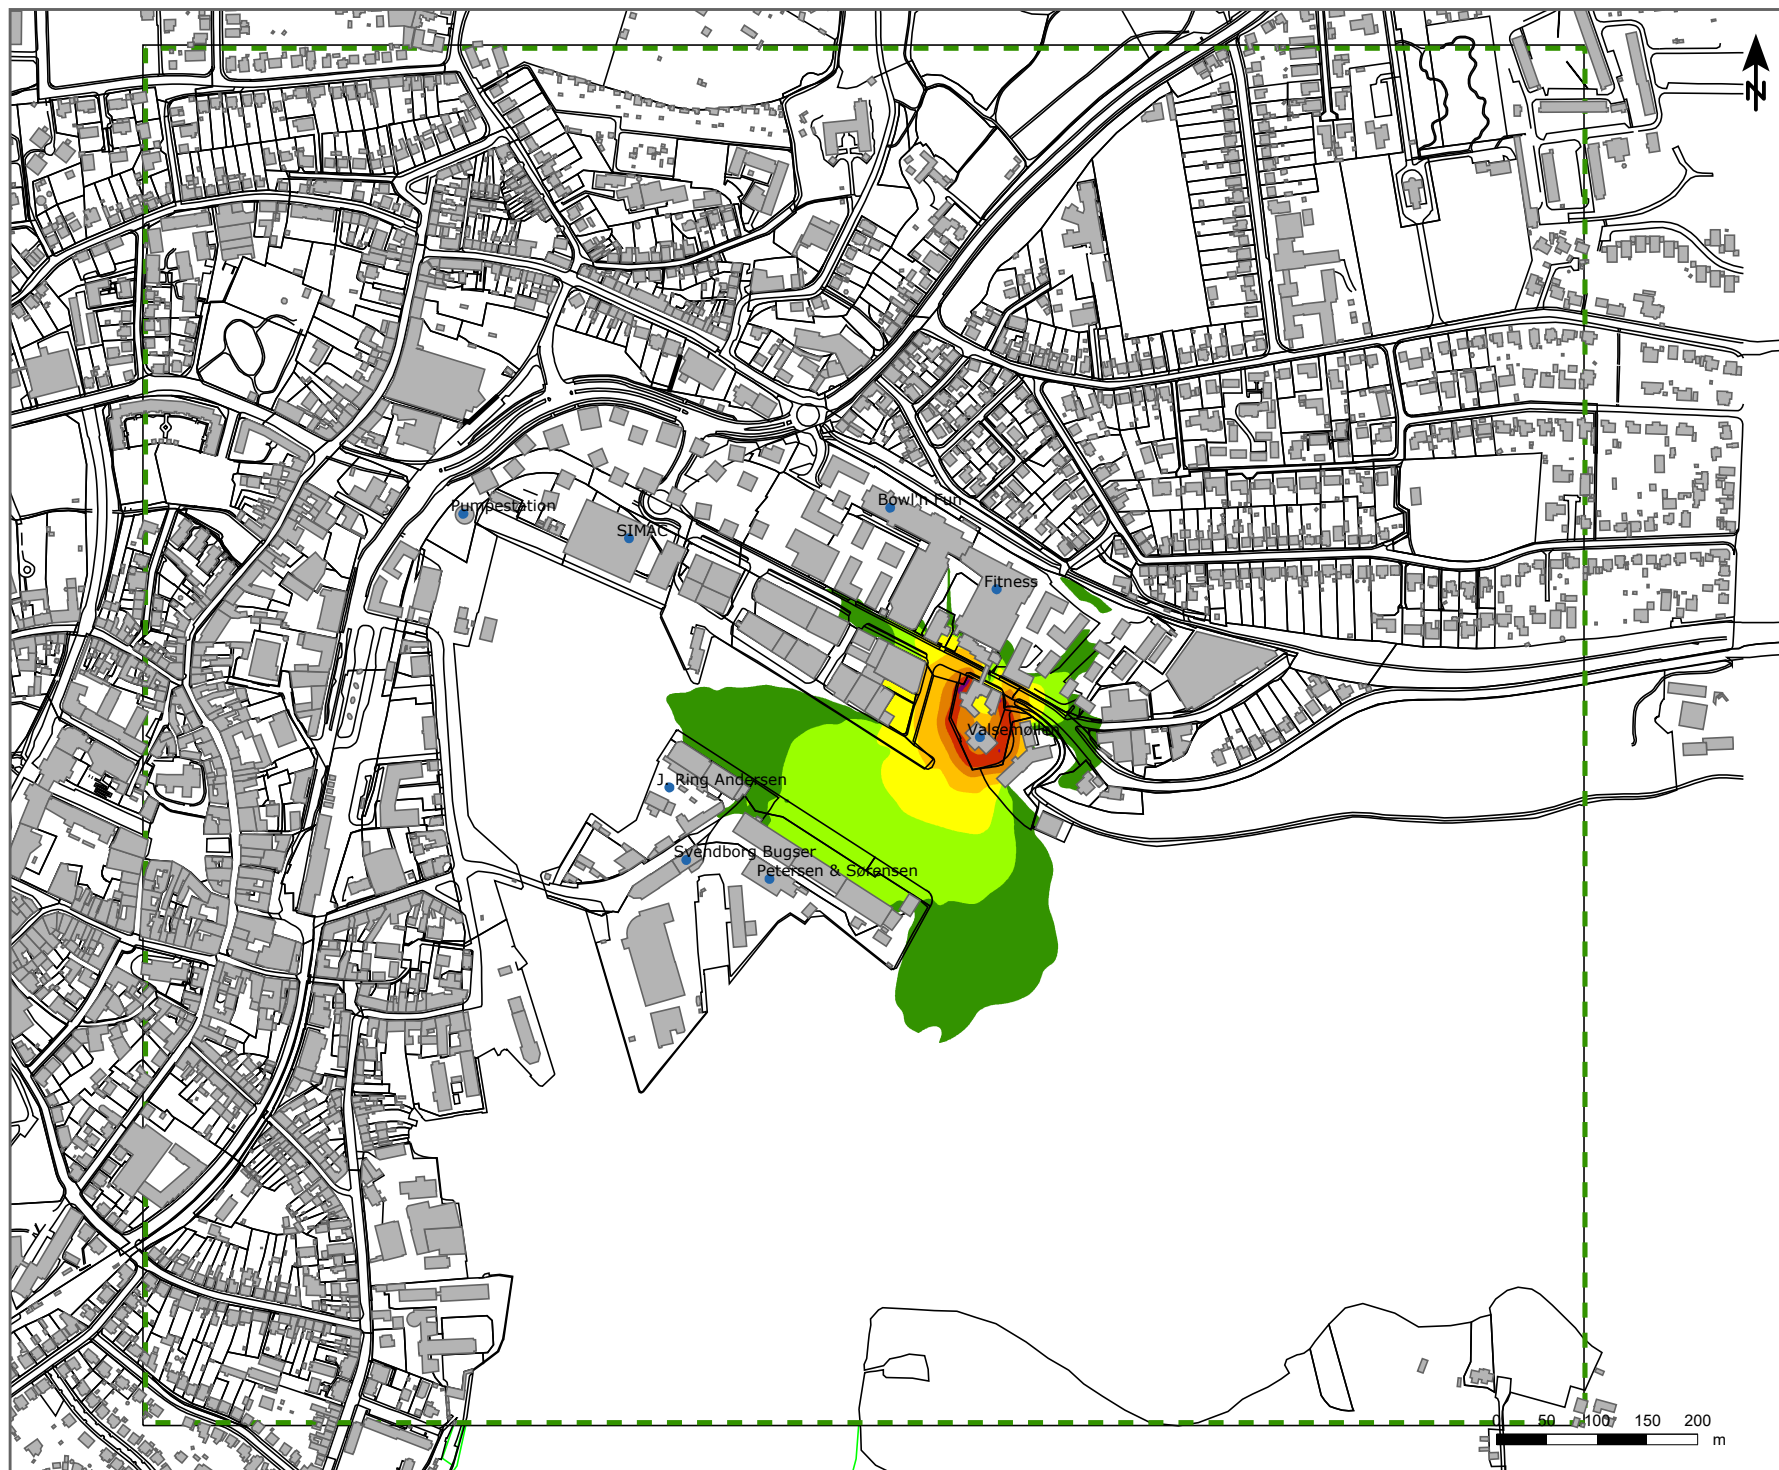 N
Bowl'n Fun
Pumpestation
SIMAC
Fitness
Valsemøllen
J. Ring Andersen
Svendborg Bugser
Petersen & Sørensen
0 50 100 150 200
m